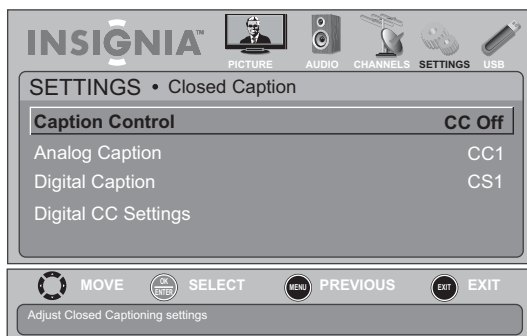 INSIGNIA™
PICTURE AUDIO CHANNELS SETTINGS USB
SETTINGS • Closed Caption
Caption Control CC Off
Analog Caption CC1
Digital Caption CS1
Digital CC Settings
MOVE OK ENTER SELECT MENU PREVIOUS EXIT EXIT
Adjust Closed Captioning settings